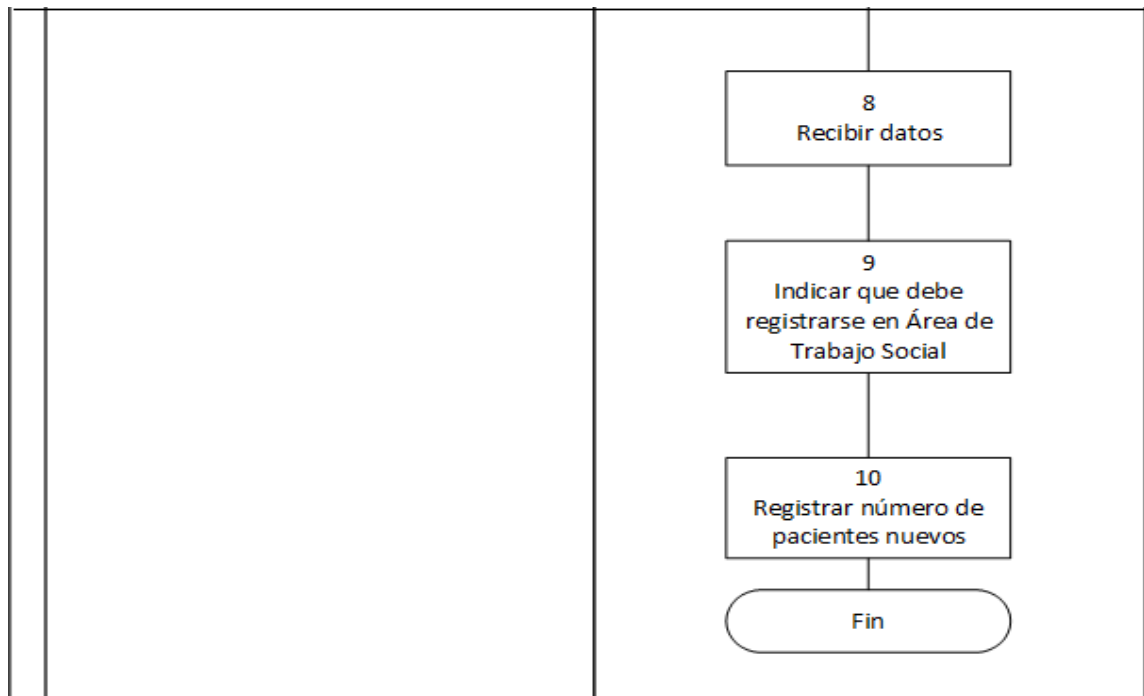 8
Recibir datos
9
Indicar que debe
registrarse en Área de
Trabajo Social
10
Registrar número de
pacientes nuevos
Fin